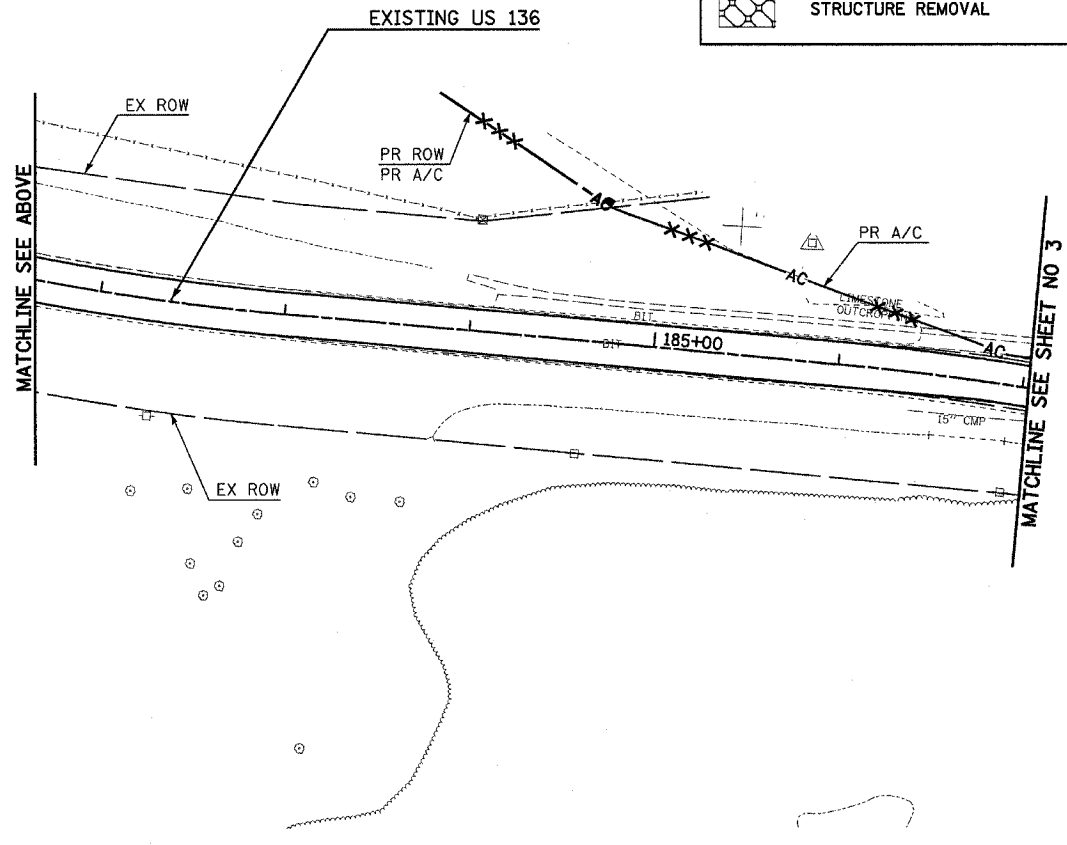 STRUCTURE REMOVAL
EXISTING US 136
EX ROW
PR ROW
PR A/C
AC
PR A/C
AC
LIMESTONE
OUTCROP
BIT
BIT
185+00
AC
15" CMP
EX ROW
MATCHLINE SEE ABOVE
MATCHLINE SEE SHEET NO 3